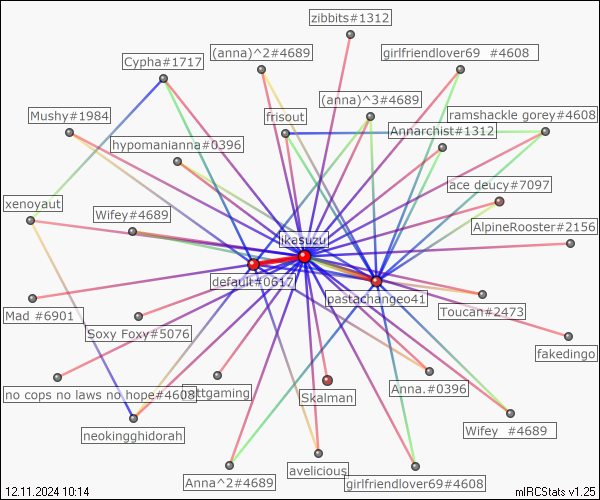 zibbits#1312
(anna)^2#4689
girlfriendlover69 #4608
Cypha#1717
(anna)^3#4689
Mushy#1984
frisout
ramshackle gorey#4608
Annarchist#1312
hypomanianna#0396
ace deucy#7097
xenoyaut
Wifey#4689
AlpineRooster#2156
ikasuzu
default#0617
pastachangeo41
Mad #6901
Toucan#2473
Soxy Foxy#5076
fakedingo
no cops no laws no hope#4608
Anna.#0396
Skalman
neokingghidorah
Wifey #4689
avelicious
Anna^2#4689
girlfriendlover69#4608
12.11.2024 10:14
mIRCStats v1.25